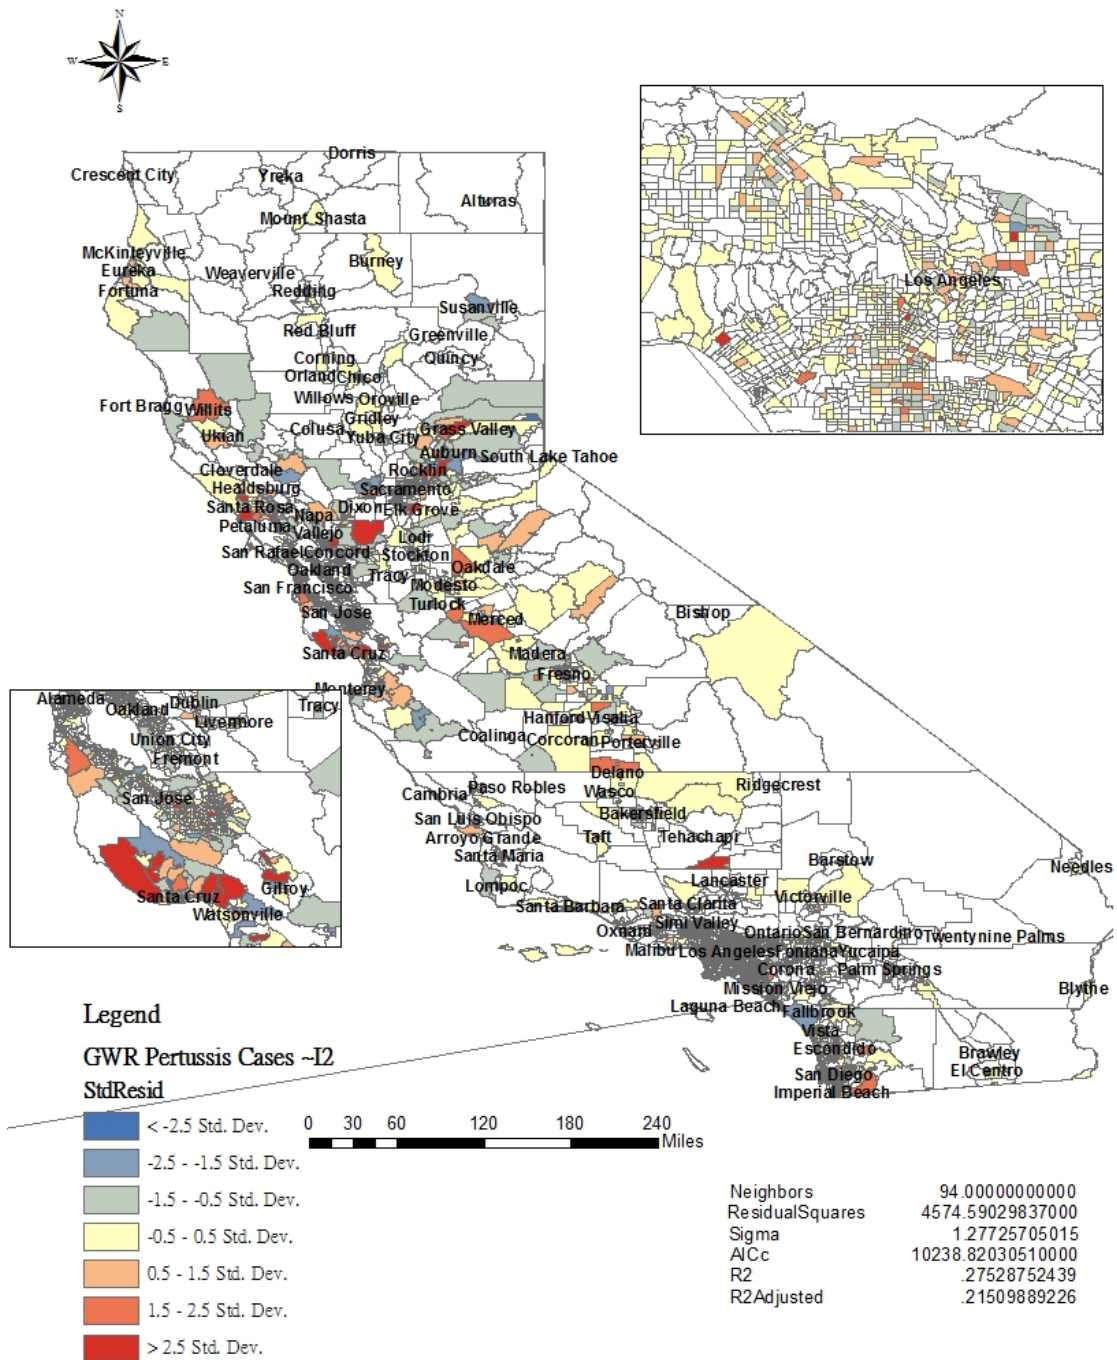 N
W E
S
Dorris
Crescent City
Yreka
Alturas
Mount Shasta
McKinleyville
Burney
Eureka
Weaverville
Fortuna
Redding
Susanville
Red Bluff
Greenville
Corning
Quincy
Orland Chico
Willows Oroville
Fort Bragg Willits
Gridley
Colusa
Grass Valley
Ukiah
Yuba City
Auburn South Lake Tahoe
Cloverdale
Rocklin
Healdsburg
Sacramento
Santa Rosa
Napa
Dixon Elk Grove
Petaluma
Vallejo
Lodi
San Rafael Concord
Stockton
Oakland
Tracy
Oakdale
San Francisco
Modesto
Turlock
San Jose
Merced
Bishop
Santa Cruz
Madera
Fresno
Monterey
Hanford Visalia
Coalinga
Corcoran
Porterville
Delano
Wasco
Ridgecrest
Cambria
Paso Robles
Bakersfield
San Luis Obispo
Arroyo Grande
Taft
Tehachapi
Santa Maria
Barstow
Needles
Lompoc
Lancaster
Victorville
Santa Barbara
Santa Clarita
Simi Valley
Oxnard
Ontario
San Bernardino
Twentynine Palms
Malibu
Los Angeles
Fontana
Yucaipa
Corona
Palm Springs
Mission Viejo
Blythe
Laguna Beach
Fallbrook
Vista
Escondido
Brawley
San Diego
El Centro
Imperial Beach
Los Angeles
Alameda
Oakland
Dublin
Tracy
Livermore
Union City
Fremont
San Jose
Santa Cruz
Gilroy
Watsonville
Legend
GWR Pertussis Cases ~I2
StdResid
< -2.5 Std. Dev.
-2.5 - -1.5 Std. Dev.
-1.5 - -0.5 Std. Dev.
-0.5 - 0.5 Std. Dev.
0.5 - 1.5 Std. Dev.
1.5 - 2.5 Std. Dev.
> 2.5 Std. Dev.
0 30 60 120 180 240
Miles
Neighbors 94.00000000000
ResidualSquares 4574.59029837000
Sigma 1.27725705015
AICc 10238.82030510000
R2 .27528752439
R2Adjusted .21509889226